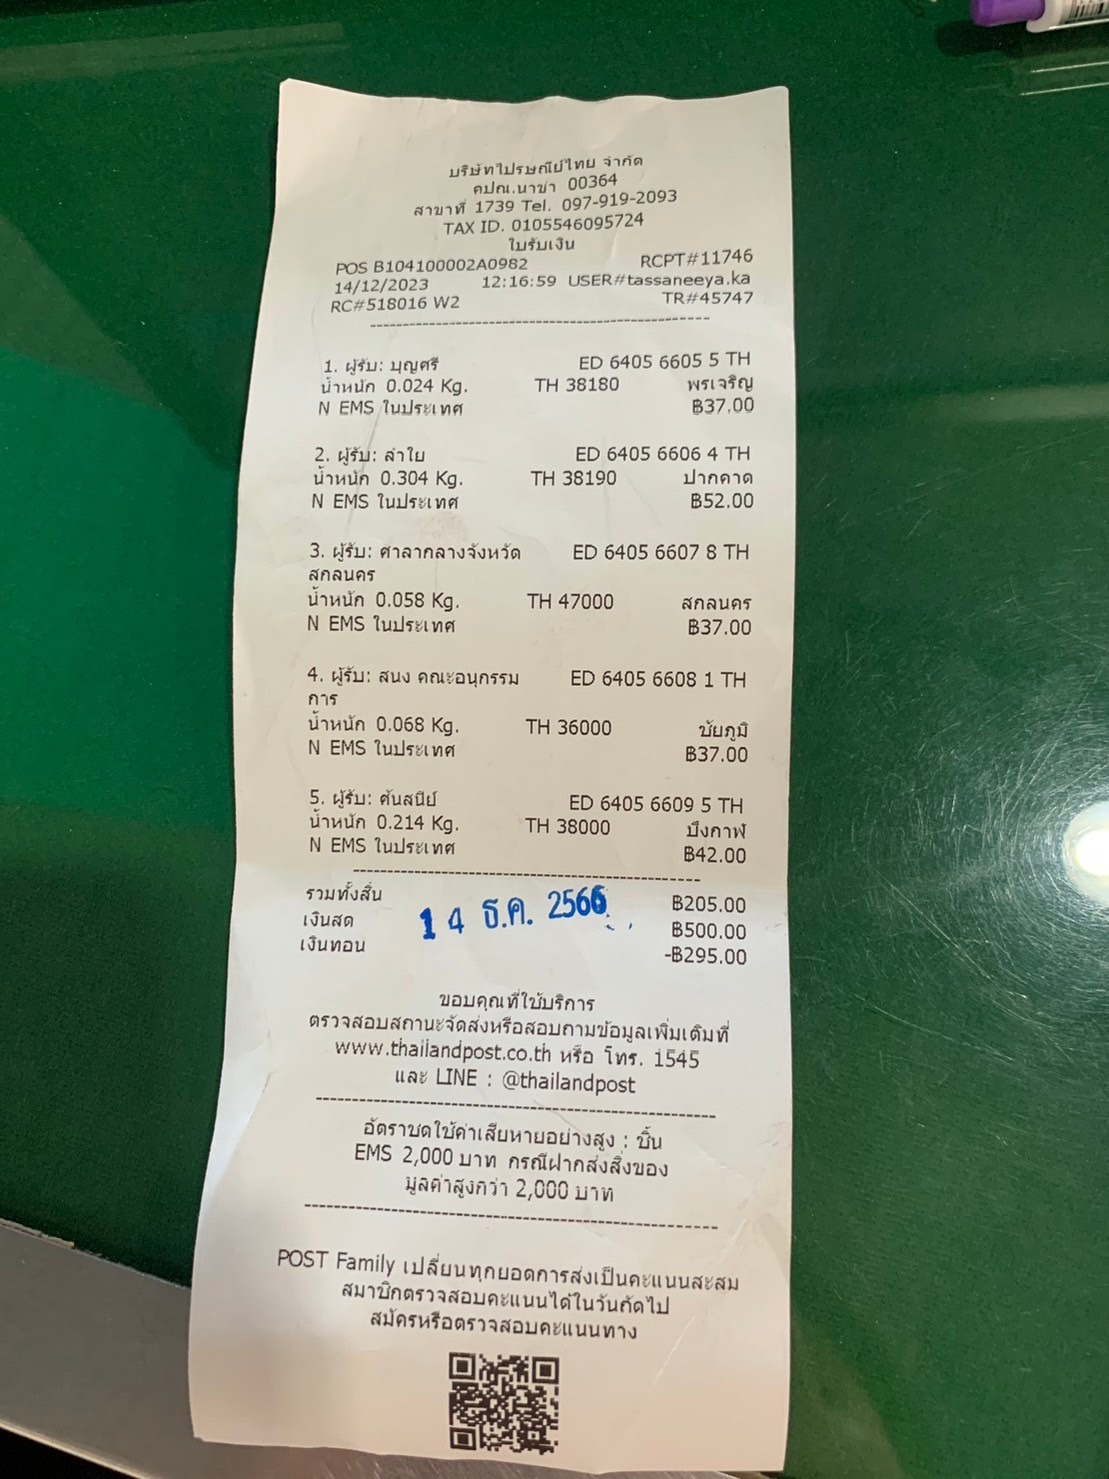 บริษัทไปรษณีย์ไทย จำกัด
คปณ.นาข่า 00364
สาขาที่ 1739 Tel. 097-919-2093
TAX ID. 0105546095724
ใบรับเงิน
POS B104100002A0982 RCPT#11746
14/12/2023 12:16:59 USER#tassaneeya.ka
RC#518016 W2 TR#45747
1. ผู้รับ: บุญศรี ED 6405 6605 5 TH
น้ำหนัก 0.024 Kg. TH 38180 พรเจริญ
N EMS ในประเทศ ฿37.00
2. ผู้รับ: ลำใย ED 6405 6606 4 TH
น้ำหนัก 0.304 Kg. TH 38190 ปากคาด
N EMS ในประเทศ ฿52.00
3. ผู้รับ: ศาลากลางจังหวัด ED 6405 6607 8 TH
สกลนคร
น้ำหนัก 0.058 Kg. TH 47000 สกลนคร
N EMS ในประเทศ ฿37.00
4. ผู้รับ: สนง คณะอนุกรรม ED 6405 6608 1 TH
การ
น้ำหนัก 0.068 Kg. TH 36000 ชัยภูมิ
N EMS ในประเทศ ฿37.00
5. ผู้รับ: ศันสนีย์ ED 6405 6609 5 TH
น้ำหนัก 0.214 Kg. TH 38000 บึงกาฬ
N EMS ในประเทศ ฿42.00
รวมทั้งสิ้น ฿205.00
เงินสด ฿500.00
เงินทอน -฿295.00
14 ธ.ค. 2566
ขอบคุณที่ใช้บริการ
ตรวจสอบสถานะจัดส่งหรือสอบถามข้อมูลเพิ่มเติมที่
www.thailandpost.co.th หรือ โทร. 1545
และ LINE : @thailandpost
อัตราชดใช้ค่าเสียหายอย่างสูง : ชิ้น
EMS 2,000 บาท กรณีฝากส่งสิ่งของ
มูลค่าสูงกว่า 2,000 บาท
POST Family เปลี่ยนทุกยอดการส่งเป็นคะแนนสะสม
สมาชิกตรวจสอบคะแนนได้ในวันถัดไป
สมัครหรือตรวจสอบคะแนนทาง